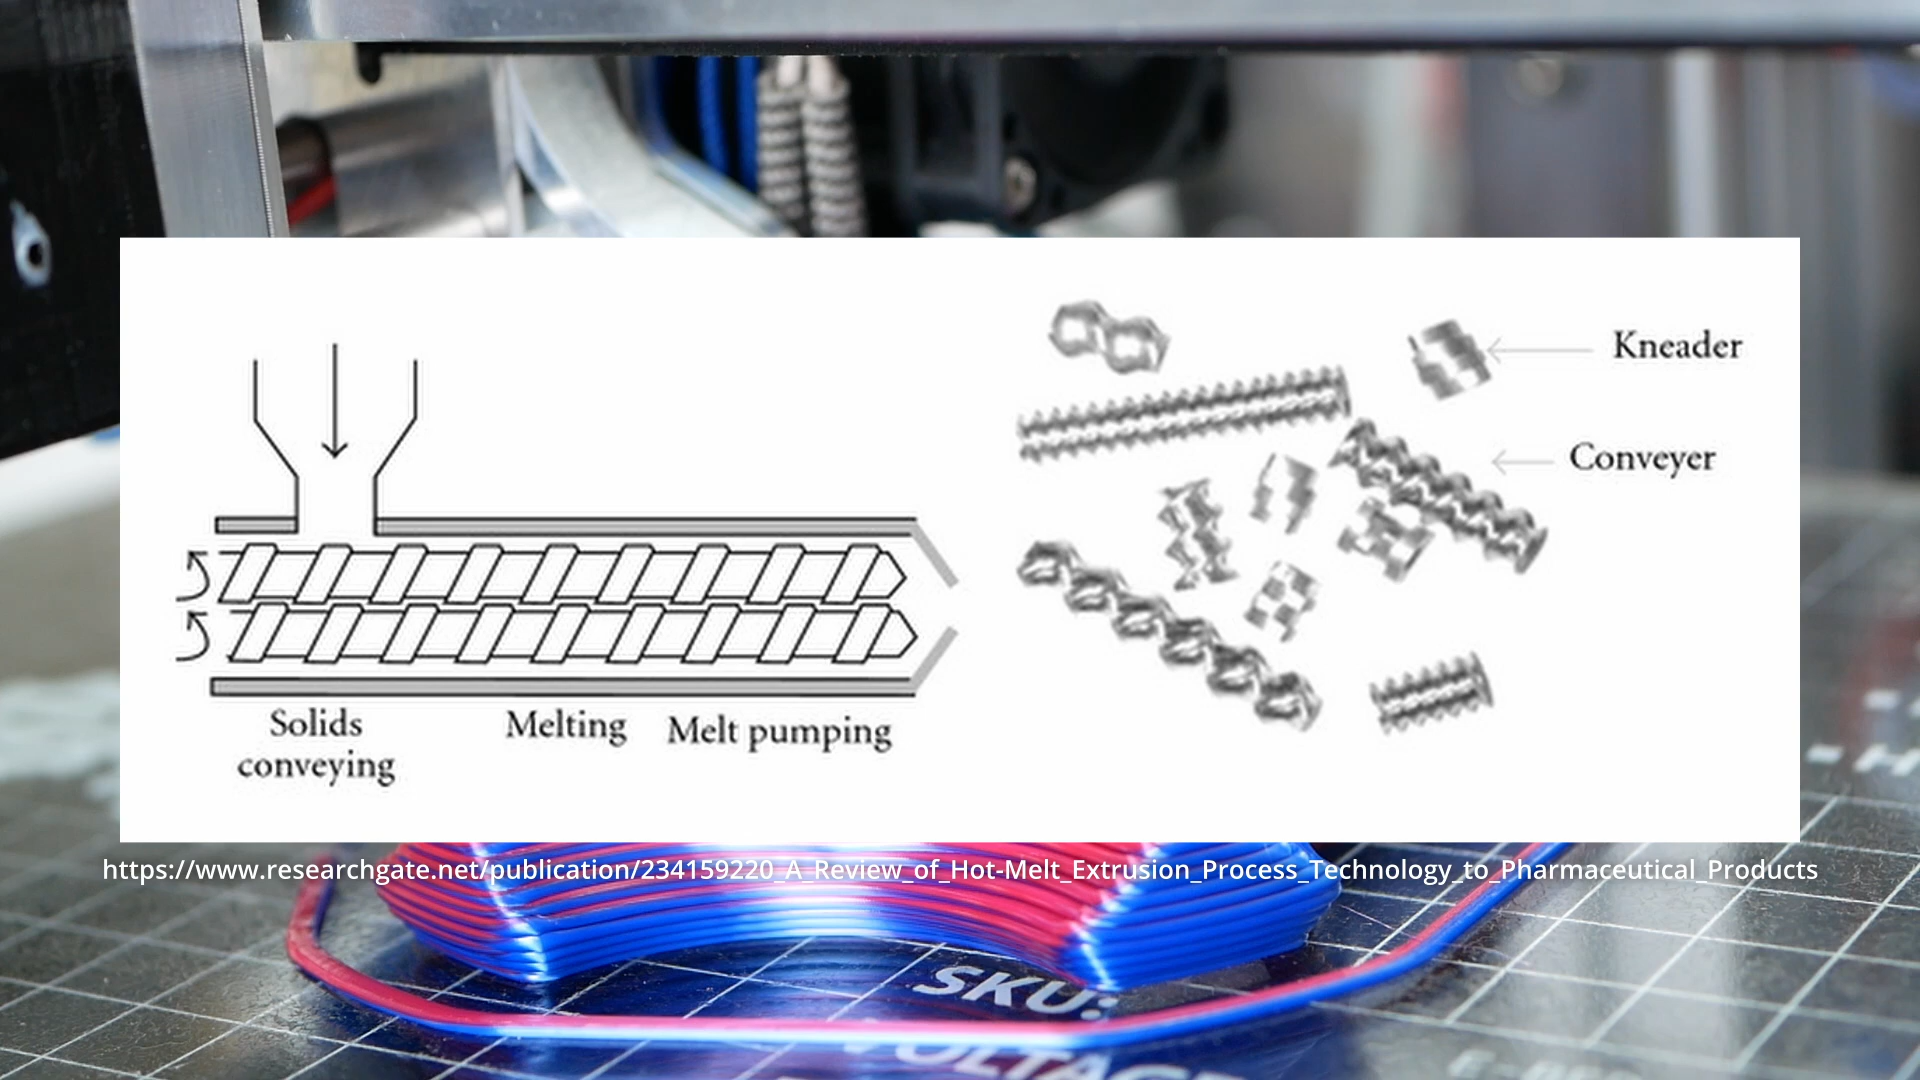 Kneader
Conveyer
Solids
conveying
Melting
Melt pumping
https://www.researchgate.net/publication/234159220_A_Review_of_Hot-Melt_Extrusion_Process_Technology_to_Pharmaceutical_Products
SKU: